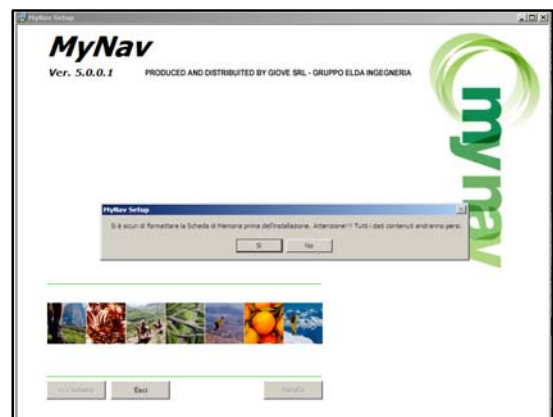 MyNav Setup
MyNav
Ver. 5.0.0.1 PRODUCED AND DISTRIBUITED BY GIOVE SRL - GRUPPO ELDA INGEGNERIA
mynav
MyNav Setup
Si è sicuri di formattare la Scheda di Memoria prima dell'installazione. Attenzione!!! Tutti i dati contenuti andranno persi.
Sì No
<<< Indietro Esci